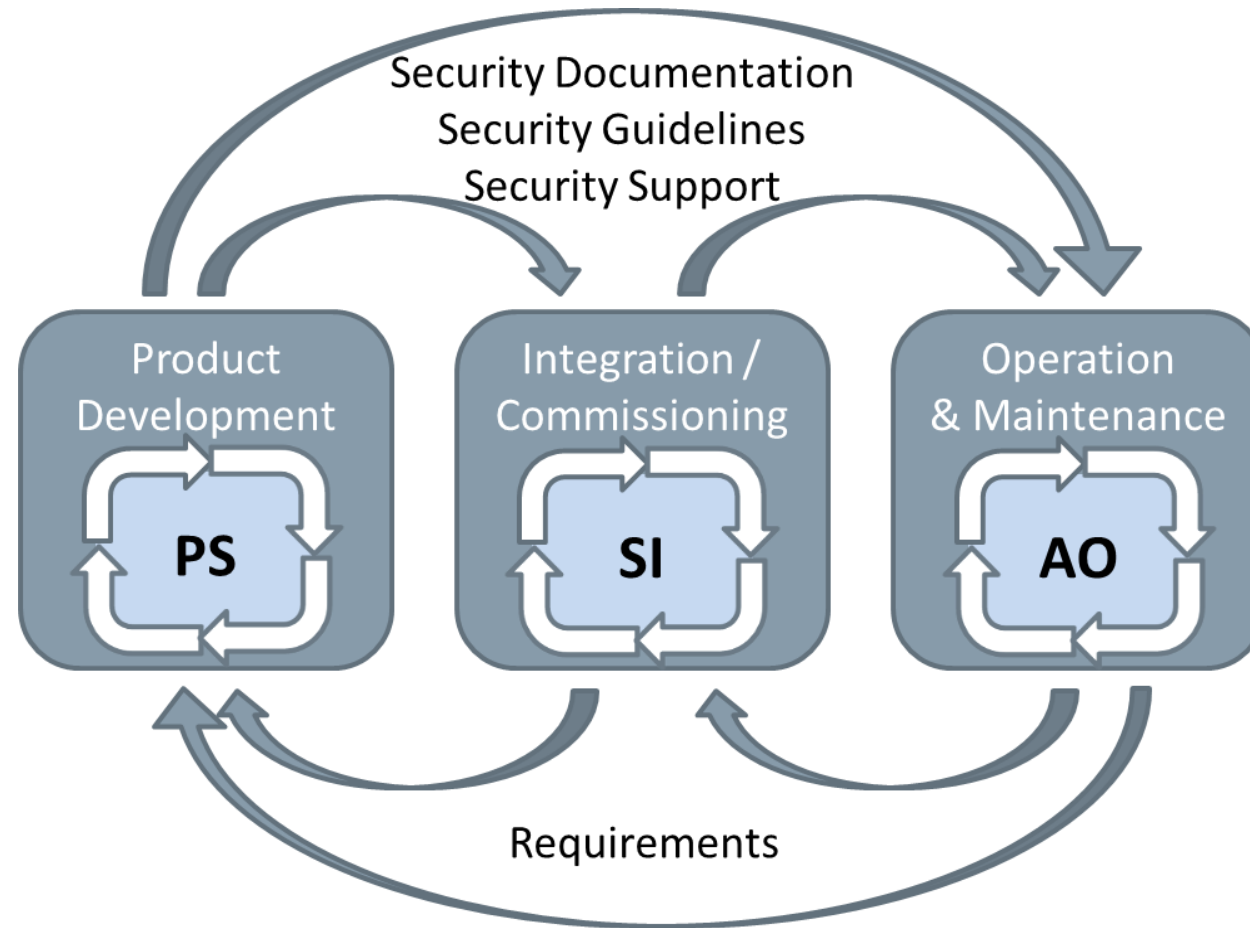 Security Documentation
Security Guidelines
Security Support
Product
Development
PS
Integration /
Commissioning
SI
Operation
& Maintenance
AO
Requirements